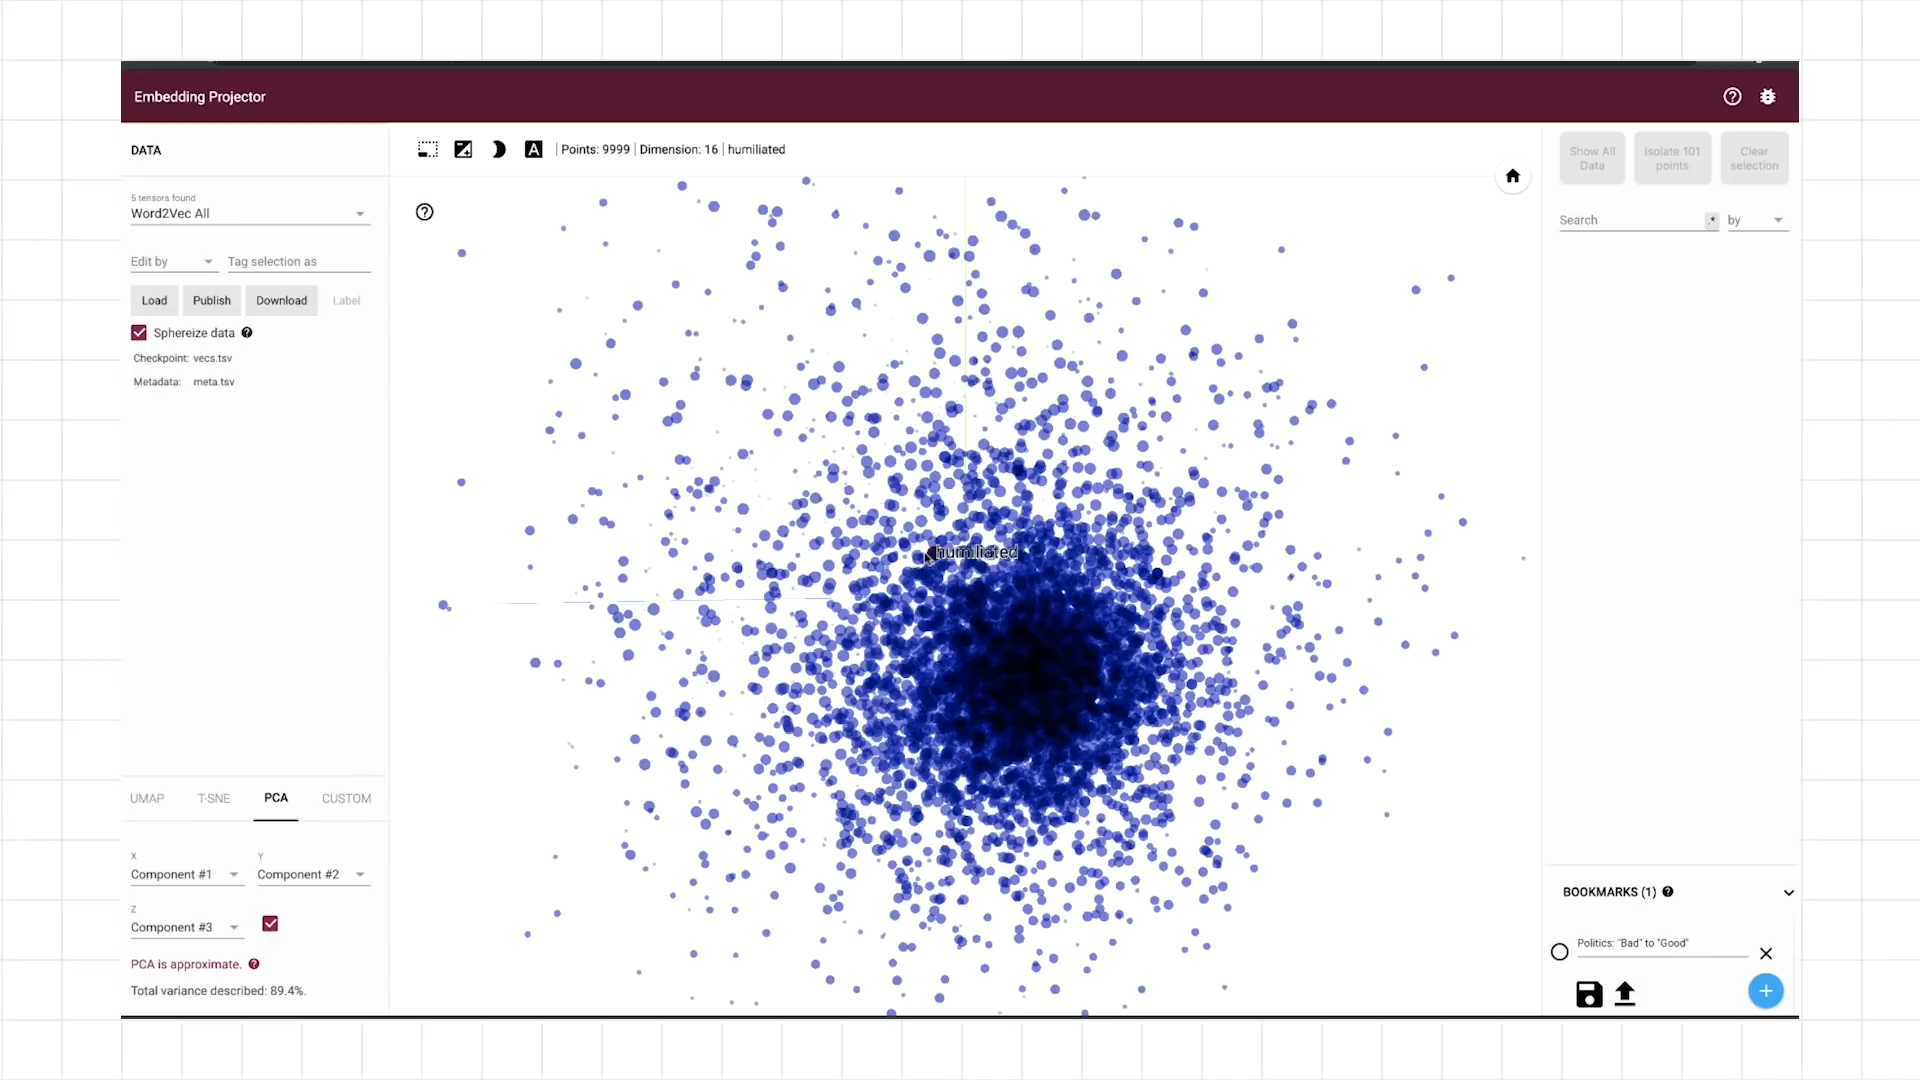 Embedding Projector
DATA
5 tensors found
Word2Vec All
Edit by
Tag selection as
Load
Publish
Download
Label
Sphereize data
Checkpoint: vecs.tsv
Metadata: meta.tsv
UMAP
T-SNE
PCA
CUSTOM
X
Component #1
Y
Component #2
Z
Component #3
PCA is approximate.
Total variance described: 89.4%.
A
Points: 9999 | Dimension: 16 | humiliated
humiliated
Show All
Data
Isolate 101
points
Clear
selection
Search
.*
by
BOOKMARKS (1)
Politics: "Bad" to "Good"